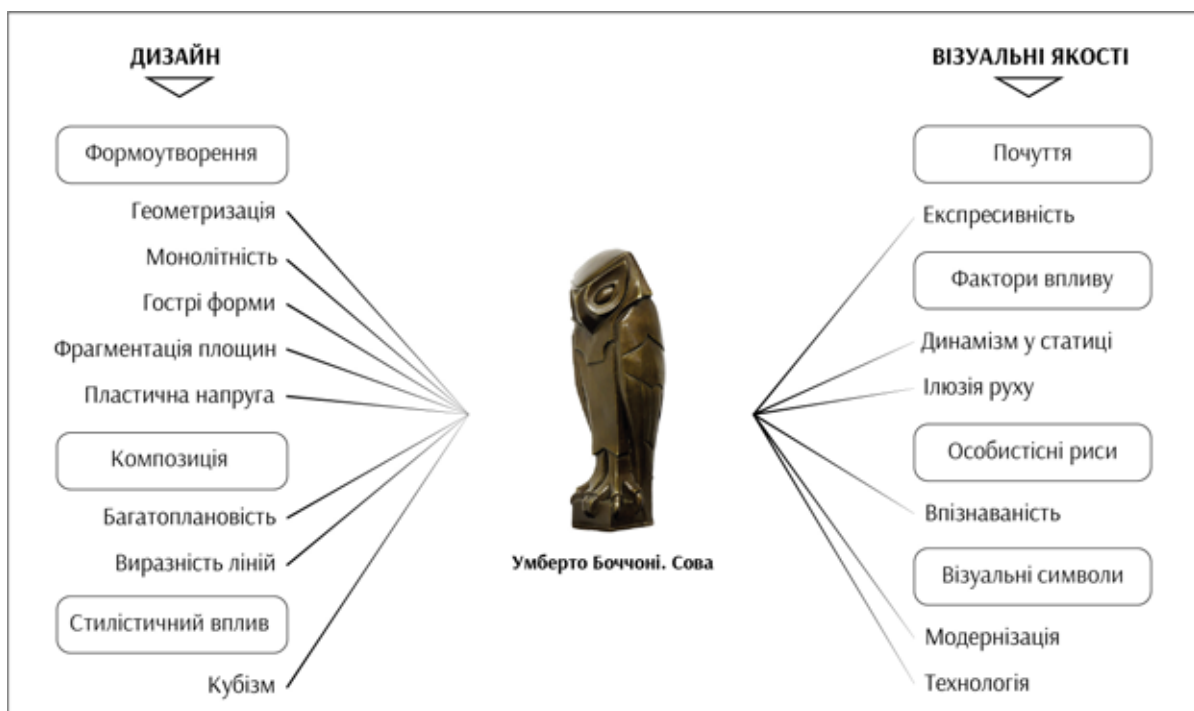 ДИЗАЙН
Формоутворення
Геометризація
Монолітність
Гострі форми
Фрагментація площин
Пластична напруга
Композиція
Багатоплановість
Виразність ліній
Стилістичний вплив
Кубізм
Умберто Боччоні. Сова
ВІЗУАЛЬНІ ЯКОСТІ
Почуття
Експресивність
Фактори впливу
Динамізм у статиці
Ілюзія руху
Особистісні риси
Впізнаваність
Візуальні символи
Модернізація
Технологія